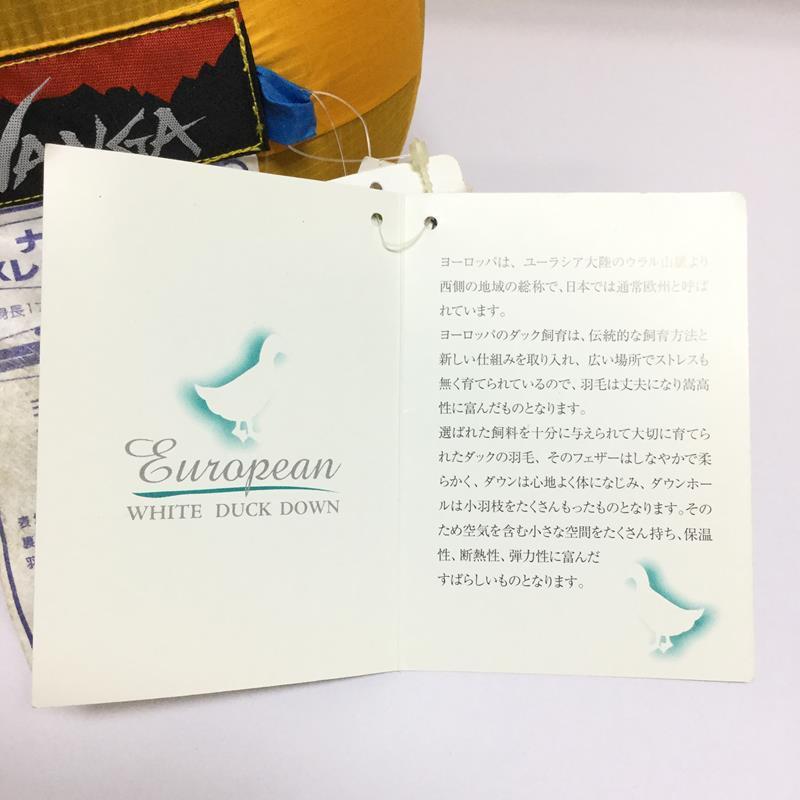 NANGA
European
WHITE DUCK DOWN
ヨーロッパは、ユーラシア大陸のウラル山脈より
西側の地域の総称で、日本では通常欧州と呼ば
れています。
ヨーロッパのダック飼育は、伝統的な飼育方法と
新しい仕組みを取り入れ、広い場所でストレスも
無く育てられているので、羽毛は丈夫になり嵩高
性に富んだものとなります。
選ばれた飼料を十分に与えられて大切に育てら
れたダックの羽毛、そのフェザーはしなやかで柔
らかく、ダウンは心地よく体になじみ、ダウンボー
ルは小羽枝をたくさんもったものとなります。その
ため空気を含む小さな空間をたくさん持ち、保温
性、断熱性、弾力性に富んだ
すばらしいものとなります。